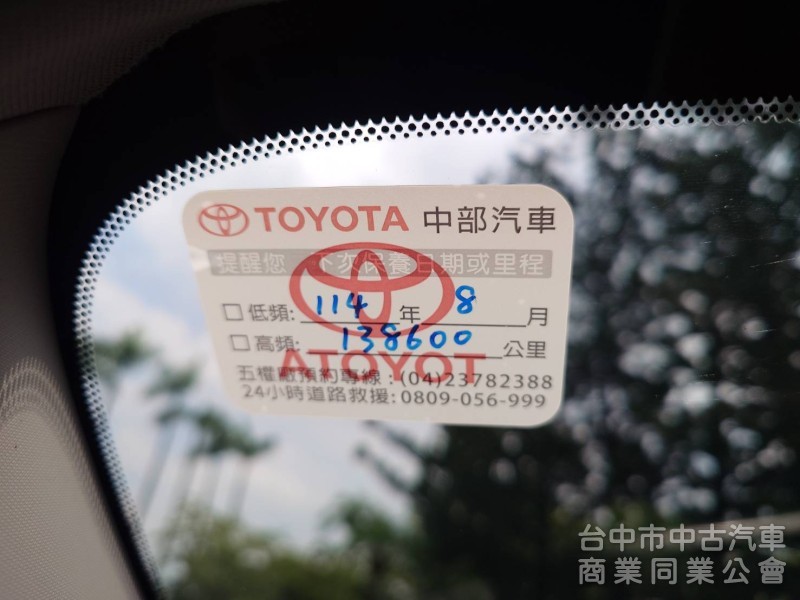 TOYOTA 中部汽車
提醒您 下次保養日期或里程
☐ 低頻: 114 年 8 月
☐ 高頻: 138600 公里
ATOYOT
五權廠預約專線:(04)23782388
24小時道路救援:0809-056-999
台中市中古汽車
商業同業公會